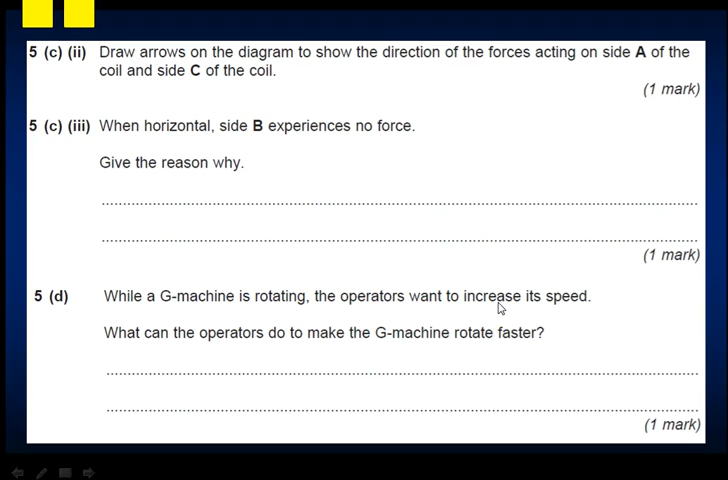 5 (c) (ii) Draw arrows on the diagram to show the direction of the forces acting on side A of the
coil and side C of the coil.
(1 mark)
5 (c) (iii) When horizontal, side B experiences no force.
Give the reason why.
(1 mark)
5 (d) While a G-machine is rotating, the operators want to increase its speed.
What can the operators do to make the G-machine rotate faster?
(1 mark)